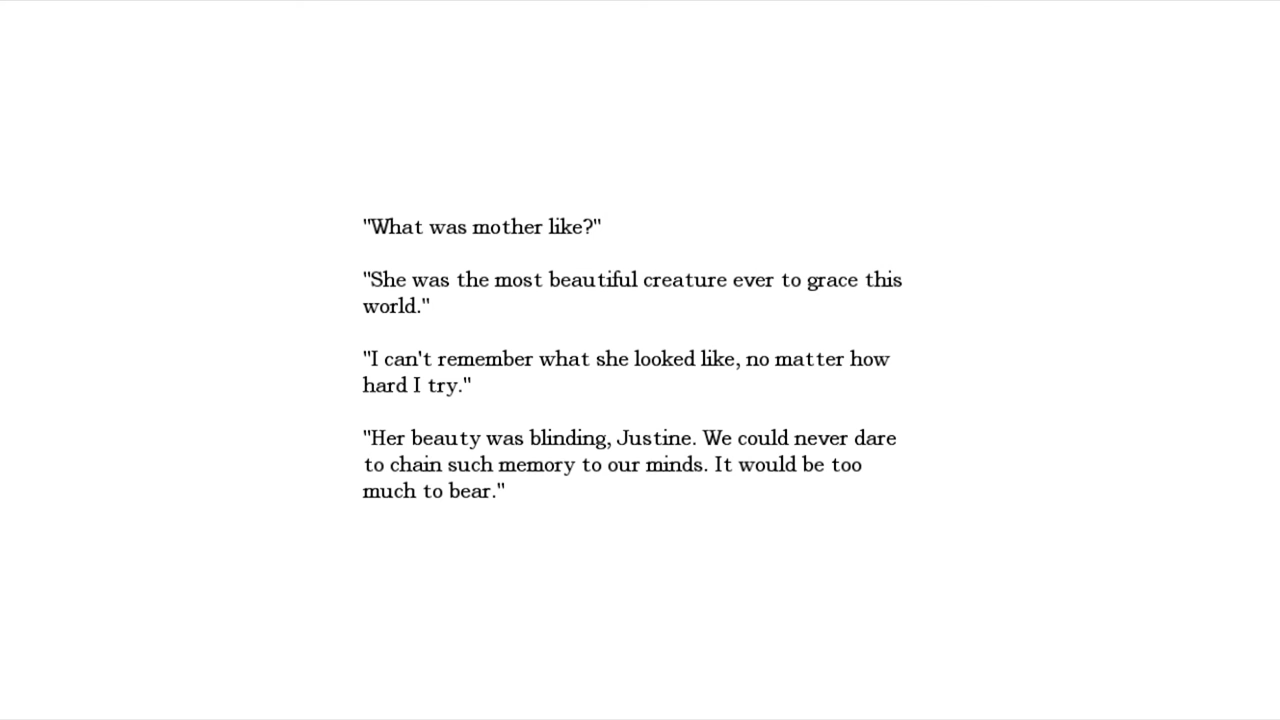 "What was mother like?"
"She was the most beautiful creature ever to grace this
world."
"I can't remember what she looked like, no matter how
hard I try."
"Her beauty was blinding, Justine. We could never dare
to chain such memory to our minds. It would be too
much to bear."